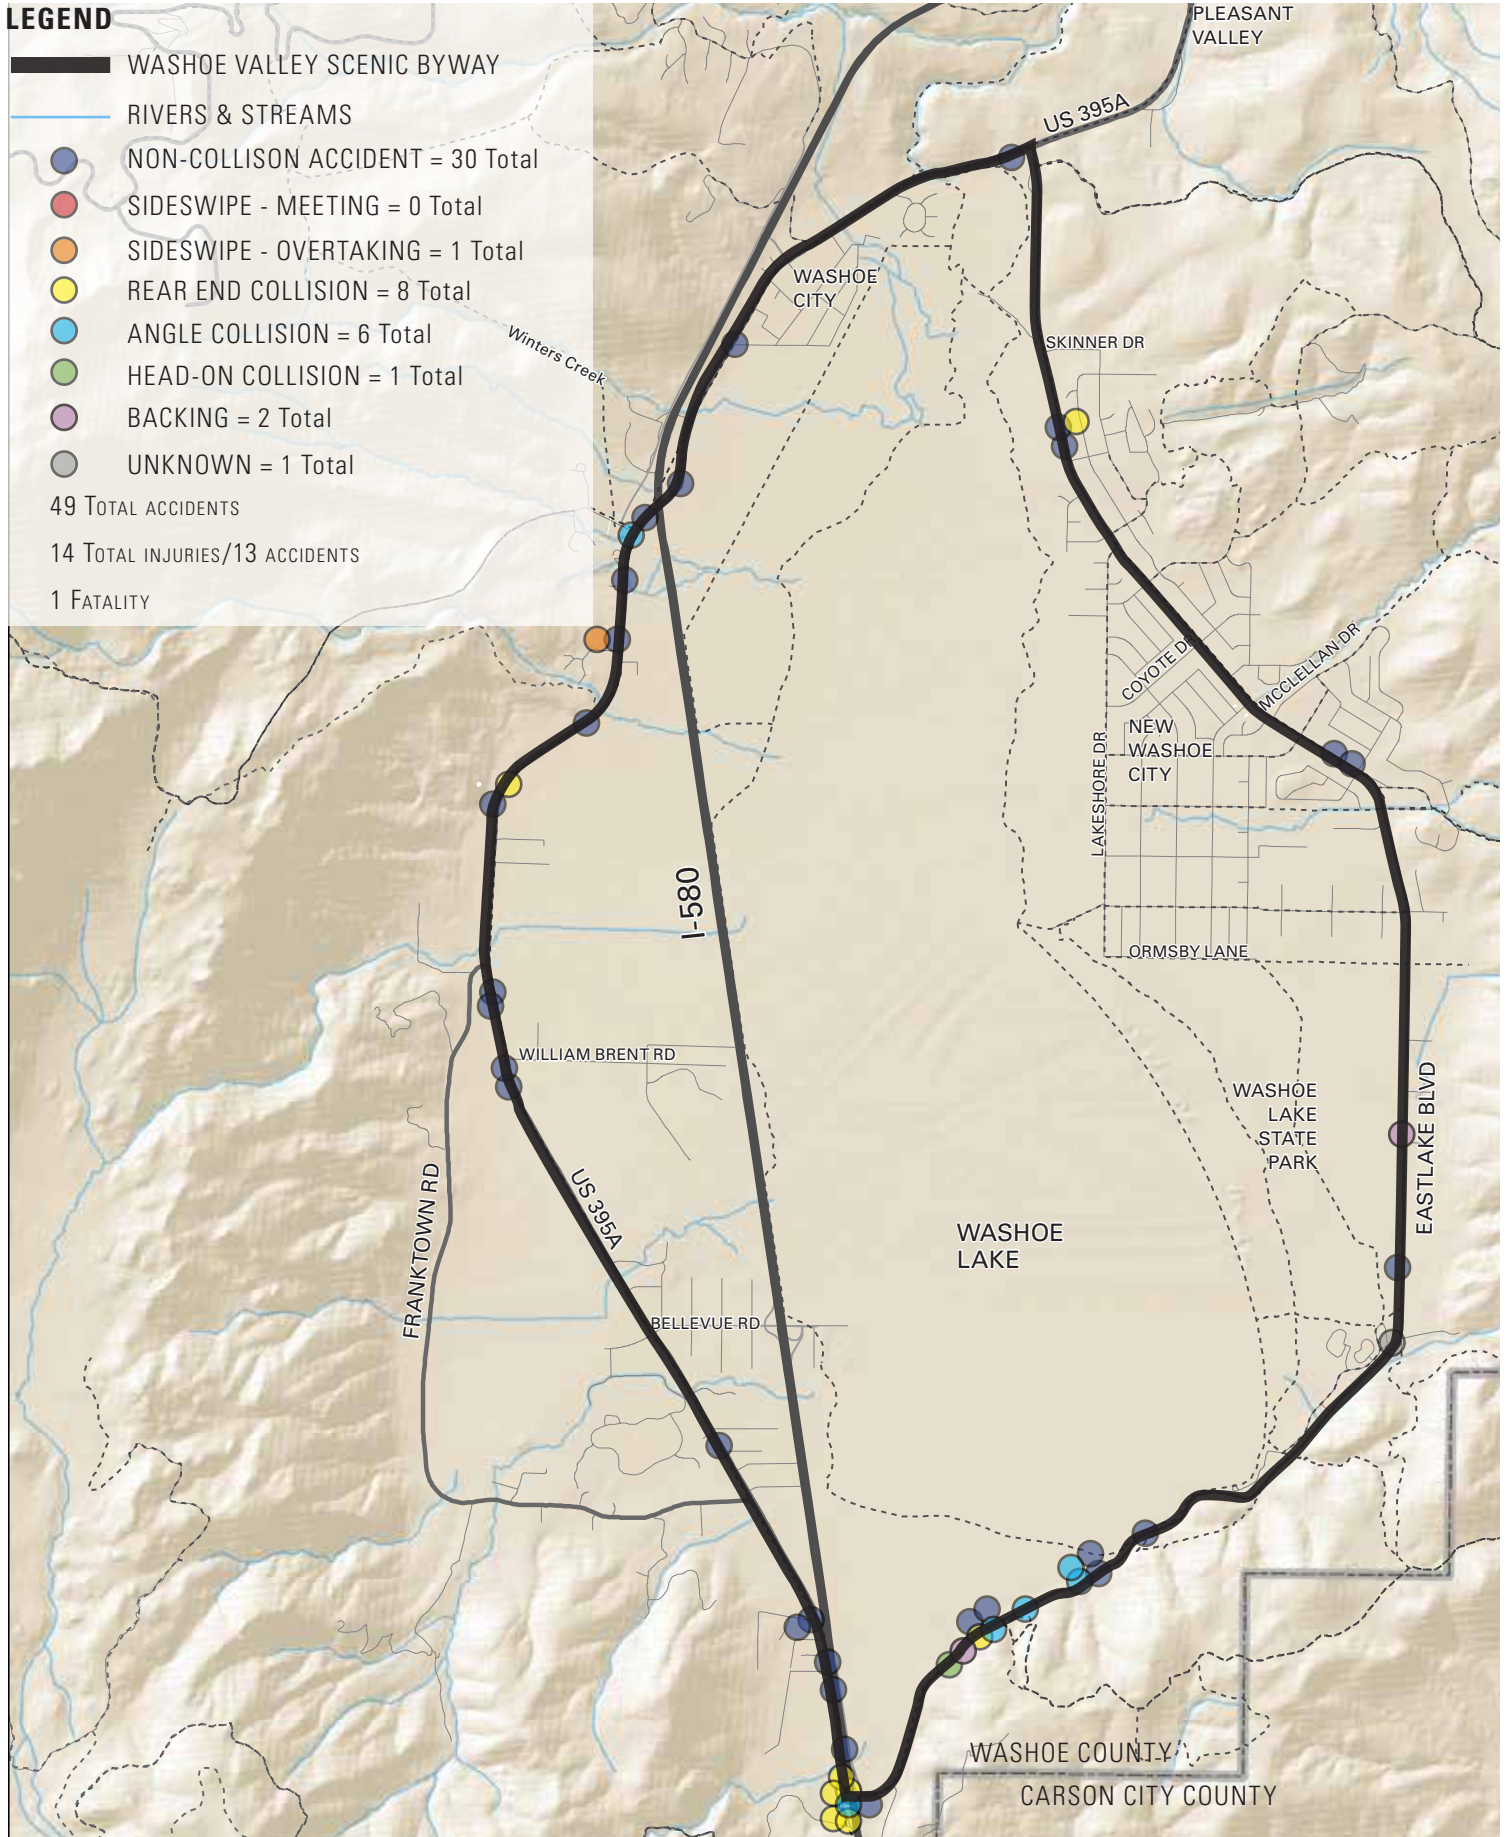 LEGEND
WASHOE VALLEY SCENIC BYWAY
RIVERS & STREAMS
NON-COLLISON ACCIDENT = 30 Total
SIDESWIPE - MEETING = 0 Total
SIDESWIPE - OVERTAKING = 1 Total
REAR END COLLISION = 8 Total
ANGLE COLLISION = 6 Total
HEAD-ON COLLISION = 1 Total
BACKING = 2 Total
UNKNOWN = 1 Total
49 TOTAL ACCIDENTS
14 TOTAL INJURIES/13 ACCIDENTS
1 FATALITY
PLEASANT
VALLEY
US 395A
WASHOE
CITY
Winters Creek
SKINNER DR
COYOTE DR
MCCLELLAN DR
NEW
WASHOE
CITY
LAKESHORE DR
I-580
ORMSBY LANE
WILLIAM BRENT RD
WASHOE
LAKE
STATE
PARK
EASTLAKE BLVD
FRANKTOWN RD
US 395A
WASHOE
LAKE
BELLEVUE RD
WASHOE COUNTY
CARSON CITY COUNTY